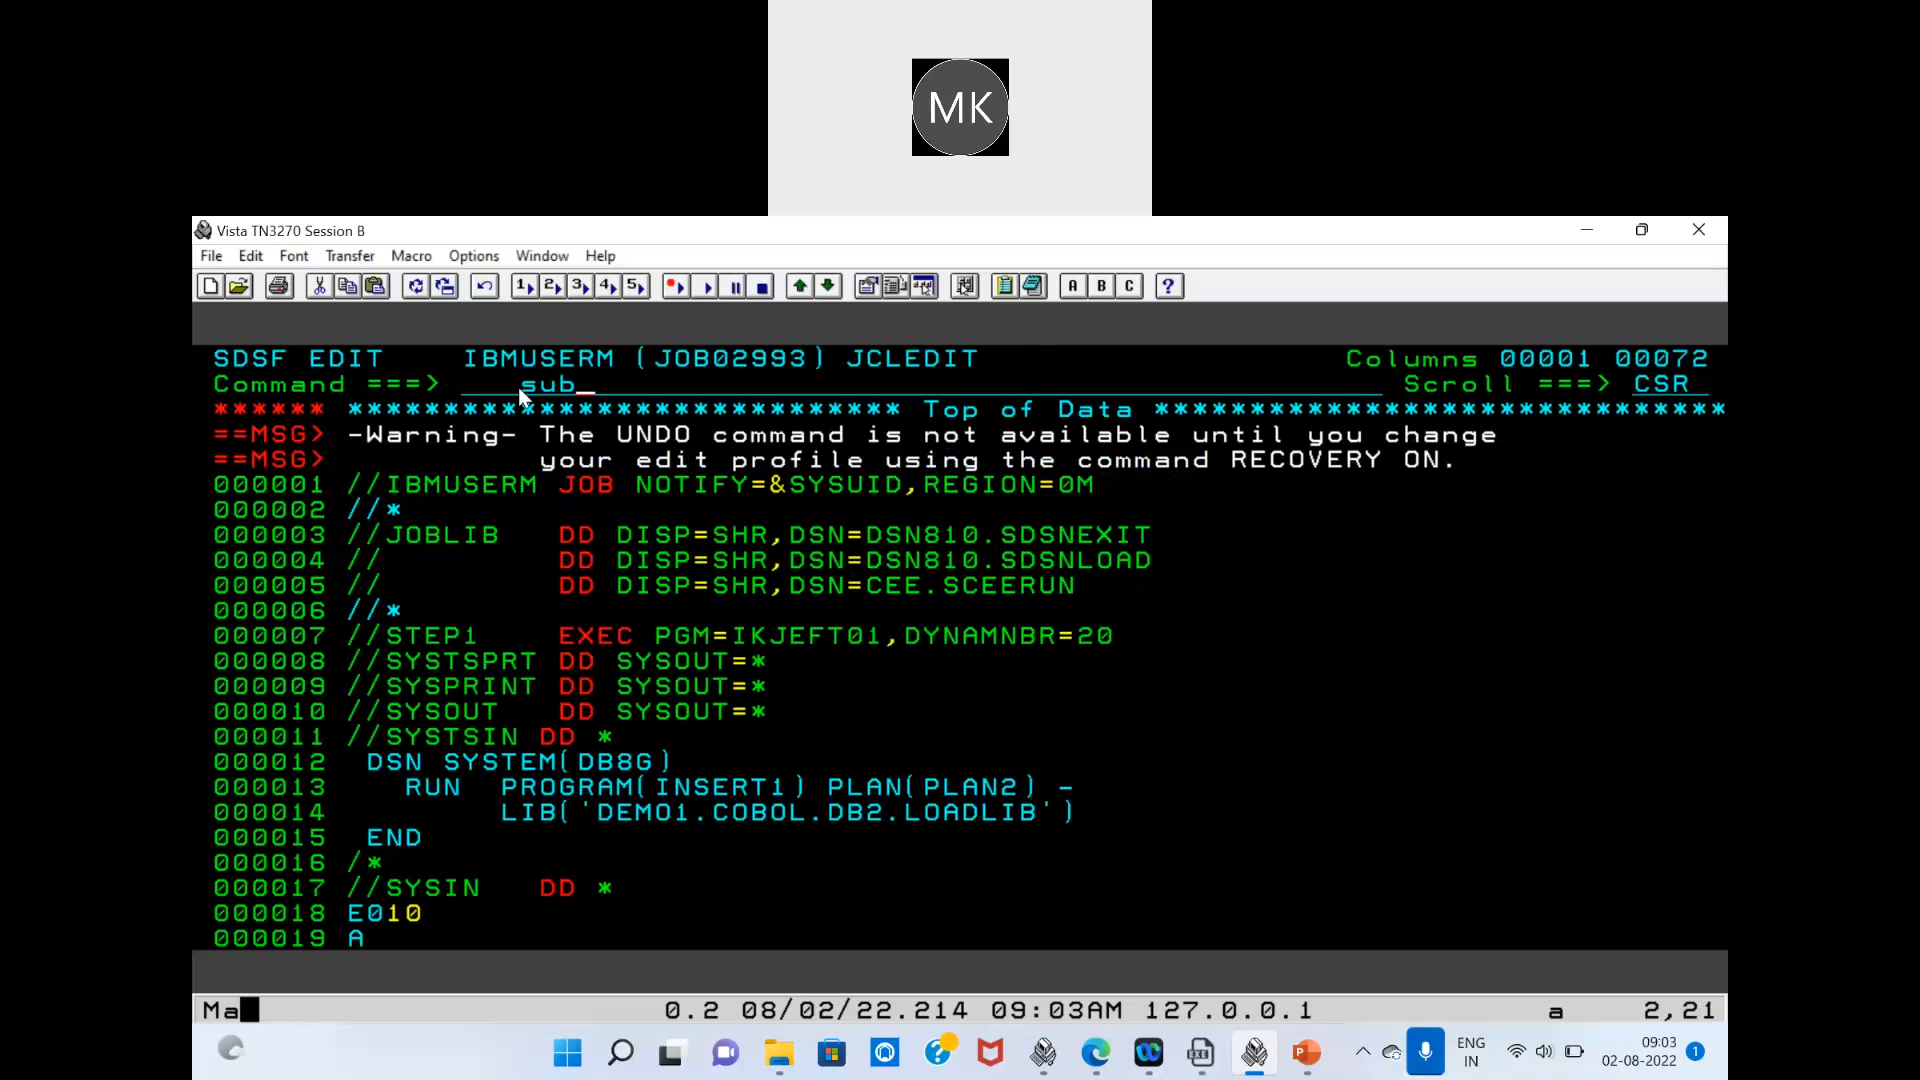 MK
Vista TN3270 Session B
File Edit Font Transfer Macro Options Window Help
1 2 3 4 5 A B C ?
SDSF EDIT IBMUSERM (JOB02993) JCLEDIT Columns 00001 00072
Command ===> sub_ Scroll ===> CSR
****** ***************************** Top of Data ******************************
==MSG> -Warning- The UNDO command is not available until you change
==MSG> your edit profile using the command RECOVERY ON.
000001 //IBMUSERM JOB NOTIFY=&SYSUID,REGION=0M
000002 //*
000003 //JOBLIB DD DISP=SHR,DSN=DSN810.SDSNEXIT
000004 // DD DISP=SHR,DSN=DSN810.SDSNLOAD
000005 // DD DISP=SHR,DSN=CEE.SCEERUN
000006 //*
000007 //STEP1 EXEC PGM=IKJEFT01,DYNAMNBR=20
000008 //SYSTSPRT DD SYSOUT=*
000009 //SYSPRINT DD SYSOUT=*
000010 //SYSOUT DD SYSOUT=*
000011 //SYSTSIN DD *
000012 DSN SYSTEM(DB8G)
000013 RUN PROGRAM(INSERT1) PLAN(PLAN2) -
000014 LIB('DEMO1.COBOL.DB2.LOADLIB')
000015 END
000016 /*
000017 //SYSIN DD *
000018 E010
000019 A
Ma 0.2 08/02/22.214 09:03AM 127.0.0.1 a 2,21
ENG
IN
09:03
02-08-2022
1